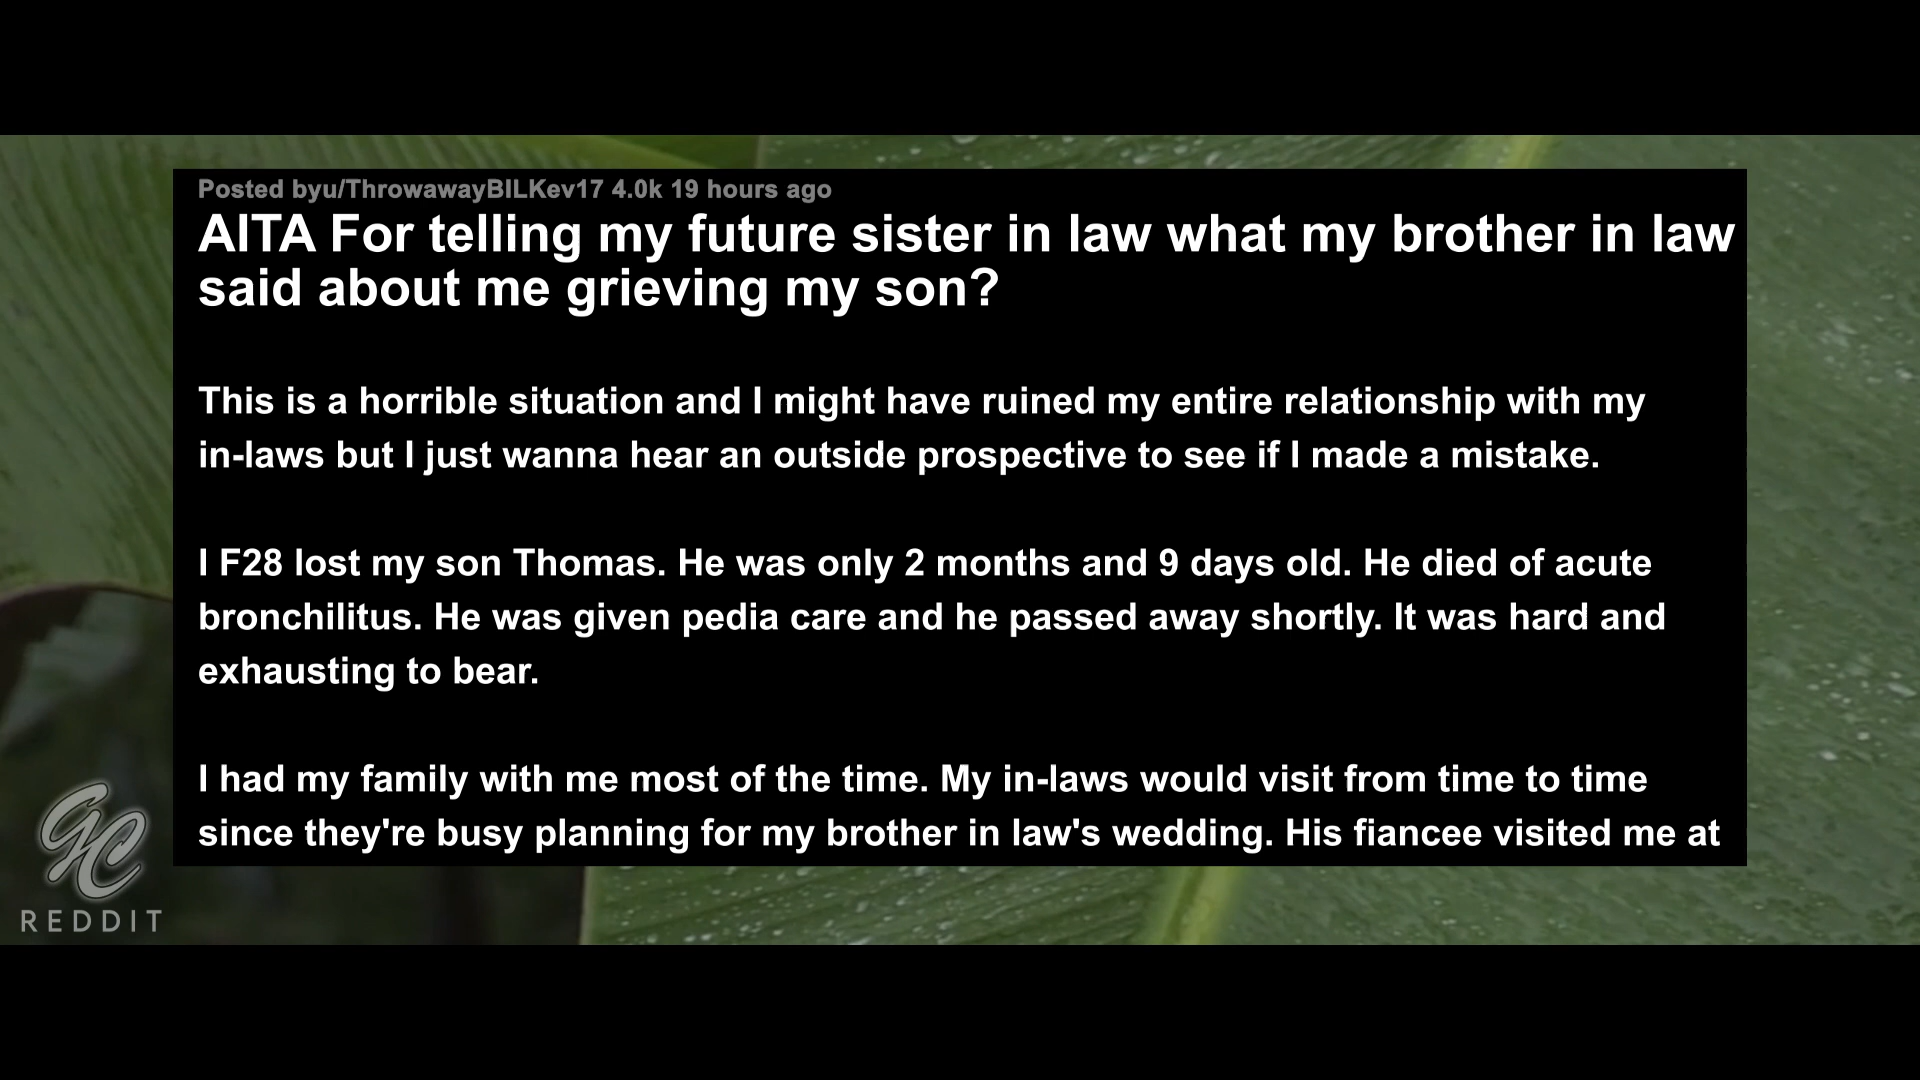 Posted byu/ThrowawayBILKev17 4.0k 19 hours ago
AITA For telling my future sister in law what my brother in law
said about me grieving my son?
This is a horrible situation and I might have ruined my entire relationship with my
in-laws but I just wanna hear an outside prospective to see if I made a mistake.
I F28 lost my son Thomas. He was only 2 months and 9 days old. He died of acute
bronchilitus. He was given pedia care and he passed away shortly. It was hard and
exhausting to bear.
I had my family with me most of the time. My in-laws would visit from time to time
since they're busy planning for my brother in law's wedding. His fiancee visited me at
GC
REDDIT